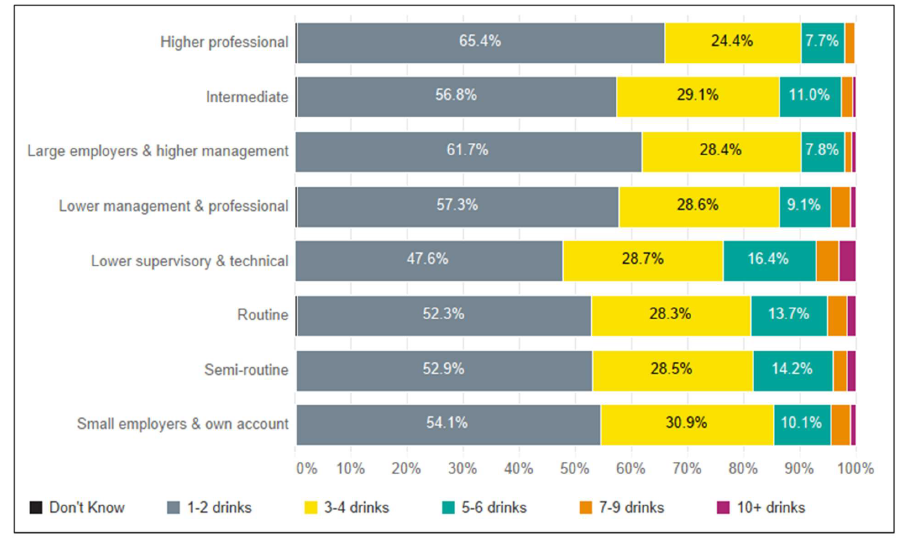 Higher professional 65.4% 24.4% 7.7%
Intermediate 56.8% 29.1% 11.0%
Large employers & higher management 61.7% 28.4% 7.8%
Lower management & professional 57.3% 28.6% 9.1%
Lower supervisory & technical 47.6% 28.7% 16.4%
Routine 52.3% 28.3% 13.7%
Semi-routine 52.9% 28.5% 14.2%
Small employers & own account 54.1% 30.9% 10.1%
0% 10% 20% 30% 40% 50% 60% 70% 80% 90% 100%
Don't Know 1-2 drinks 3-4 drinks 5-6 drinks 7-9 drinks 10+ drinks